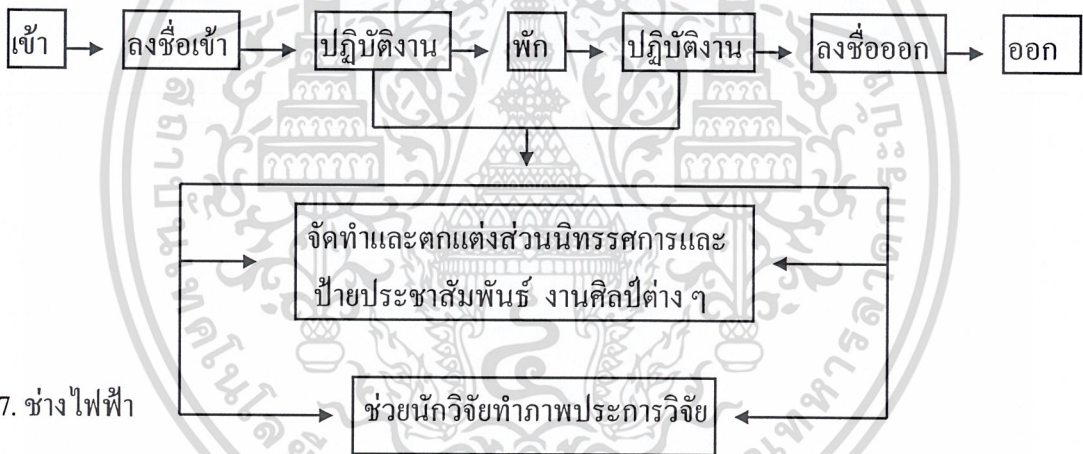 เข้า ลงชื่อเข้า ปฏิบัติงาน พัก ปฏิบัติงาน ลงชื่อออก ออก
จัดทำและตกแต่งส่วนนิทรรศการและ
ป้ายประชาสัมพันธ์ งานศิลป์ต่าง ๆ
7. ช่างไฟฟ้า
ช่วยนักวิจัยทำภาพประการวิจัย